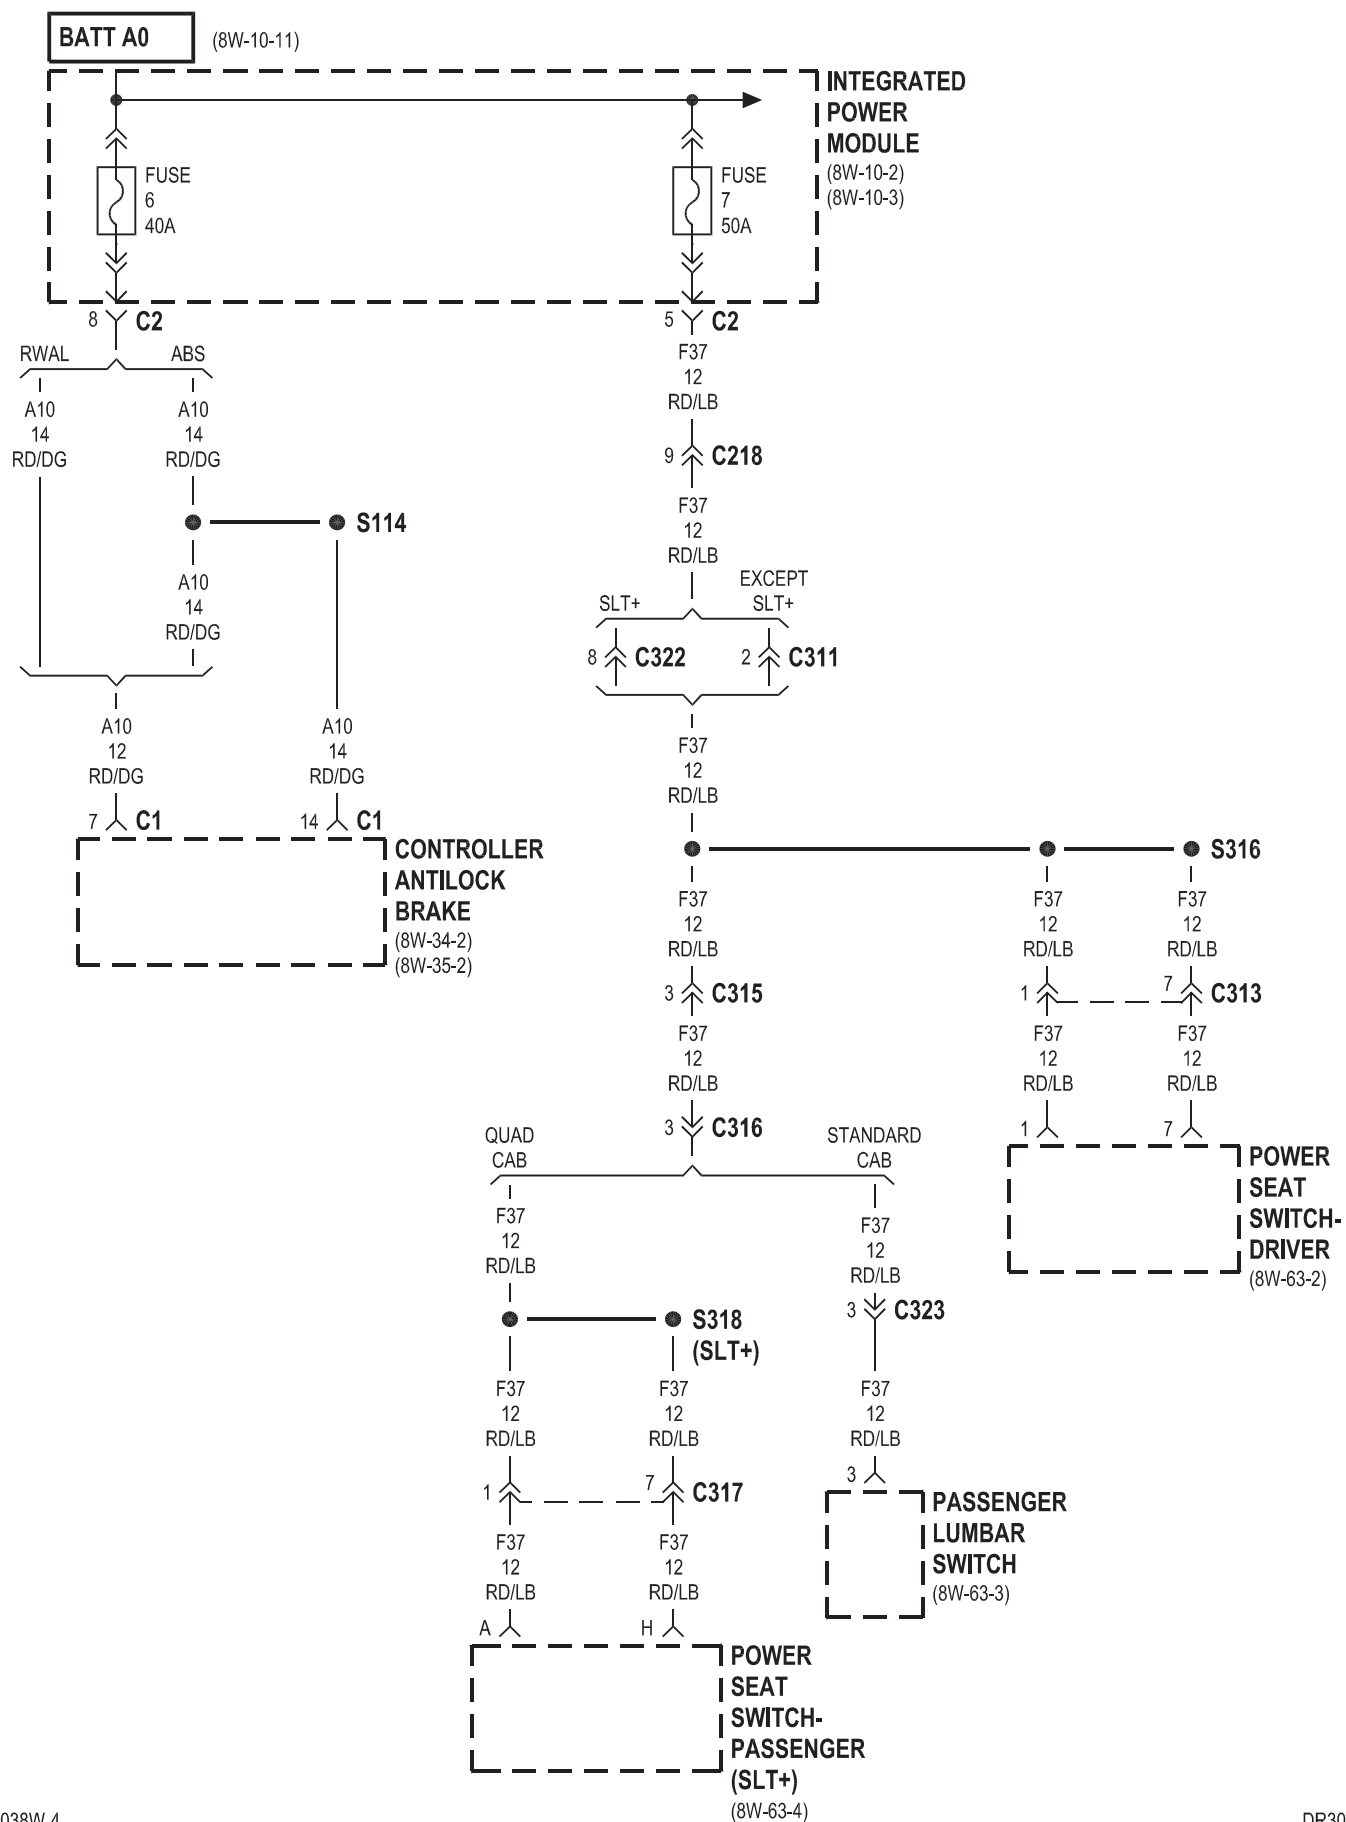 BATT A0 (8W-10-11)
INTEGRATED
POWER
MODULE
(8W-10-2)
(8W-10-3)
FUSE
6
40A
FUSE
7
50A
8 C2
5 C2
RWAL ABS
A10
14
RD/DG
A10
14
RD/DG
F37
12
RD/LB
9 C218
F37
12
RD/LB
S114
A10
14
RD/DG
SLT+
EXCEPT
SLT+
8 C322
2 C311
A10
12
RD/DG
A10
14
RD/DG
F37
12
RD/LB
7 C1
14 C1
CONTROLLER
ANTILOCK
BRAKE
(8W-34-2)
(8W-35-2)
S316
F37
12
RD/LB
F37
12
RD/LB
F37
12
RD/LB
3 C315
1
7 C313
F37
12
RD/LB
F37
12
RD/LB
F37
12
RD/LB
3 C316
1
7
POWER
SEAT
SWITCH-
DRIVER
(8W-63-2)
QUAD
CAB
STANDARD
CAB
F37
12
RD/LB
F37
12
RD/LB
3 C323
S318
(SLT+)
F37
12
RD/LB
F37
12
RD/LB
F37
12
RD/LB
1
7 C317
3
PASSENGER
LUMBAR
SWITCH
(8W-63-3)
F37
12
RD/LB
F37
12
RD/LB
A
H
POWER
SEAT
SWITCH-
PASSENGER
(SLT+)
(8W-63-4)
038W-4
DR30